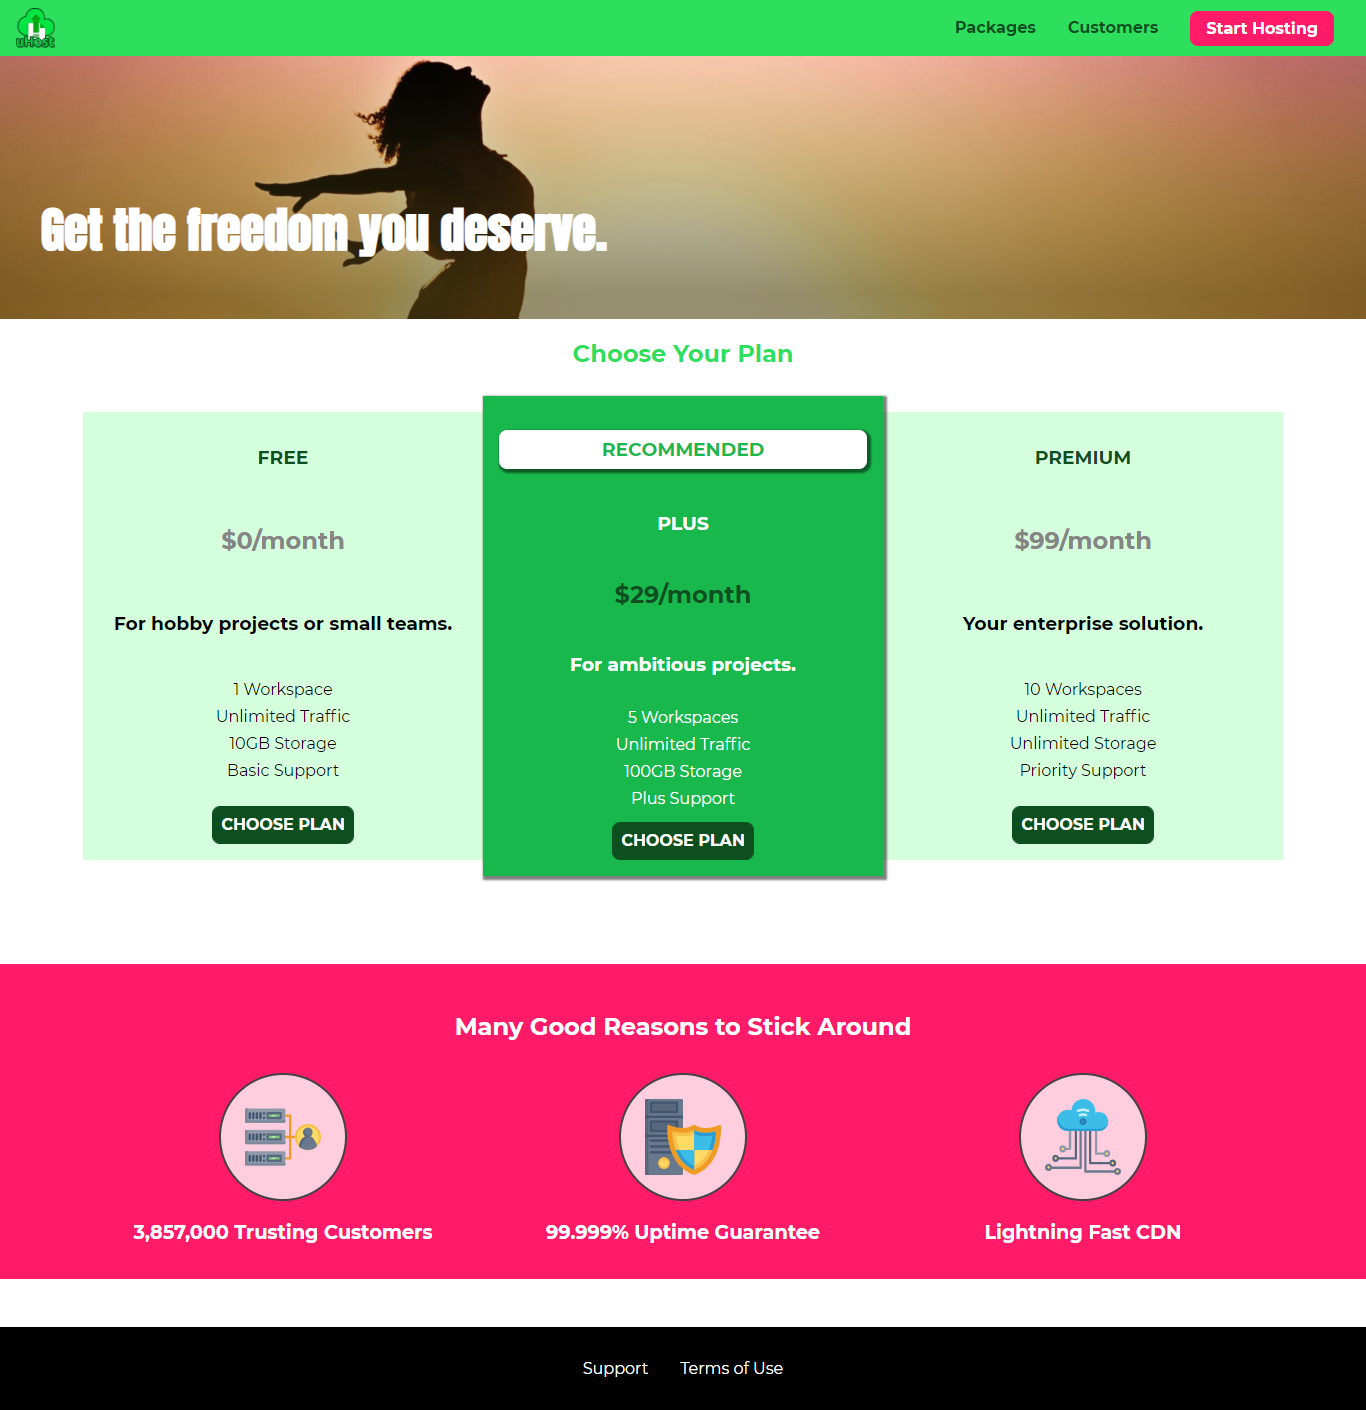 uHost
Packages
Customers
Start Hosting
Get the freedom you deserve.
Choose Your Plan
FREE
$0/month
For hobby projects or small teams.
1 Workspace
Unlimited Traffic
10GB Storage
Basic Support
CHOOSE PLAN
RECOMMENDED
PLUS
$29/month
For ambitious projects.
5 Workspaces
Unlimited Traffic
100GB Storage
Plus Support
CHOOSE PLAN
PREMIUM
$99/month
Your enterprise solution.
10 Workspaces
Unlimited Traffic
Unlimited Storage
Priority Support
CHOOSE PLAN
Many Good Reasons to Stick Around
3,857,000 Trusting Customers
99.999% Uptime Guarantee
Lightning Fast CDN
Support
Terms of Use